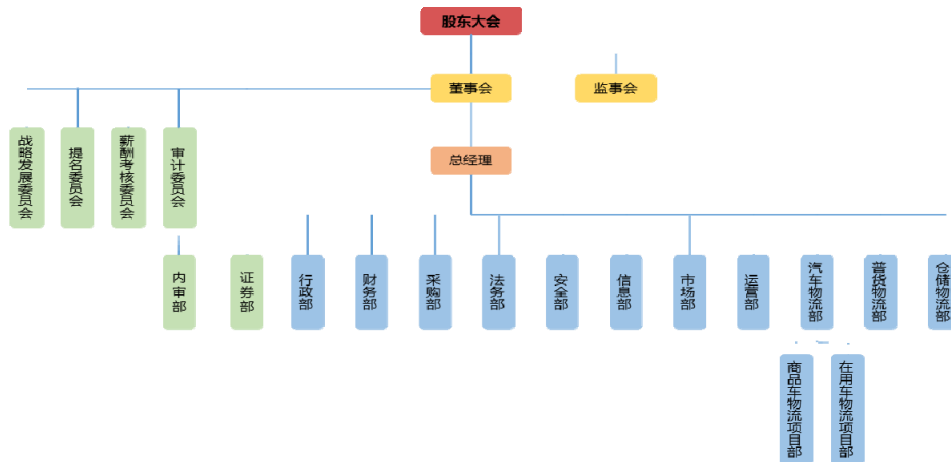 股东大会
董事会
监事会
总经理
战略发展委员会
提名委员会
薪酬考核委员会
审计委员会
内审部
证券部
行政部
财务部
采购部
法务部
安全部
信息部
市场部
运营部
汽车物流部
普货物流部
仓储物流部
商品车物流项目部
在用车物流项目部